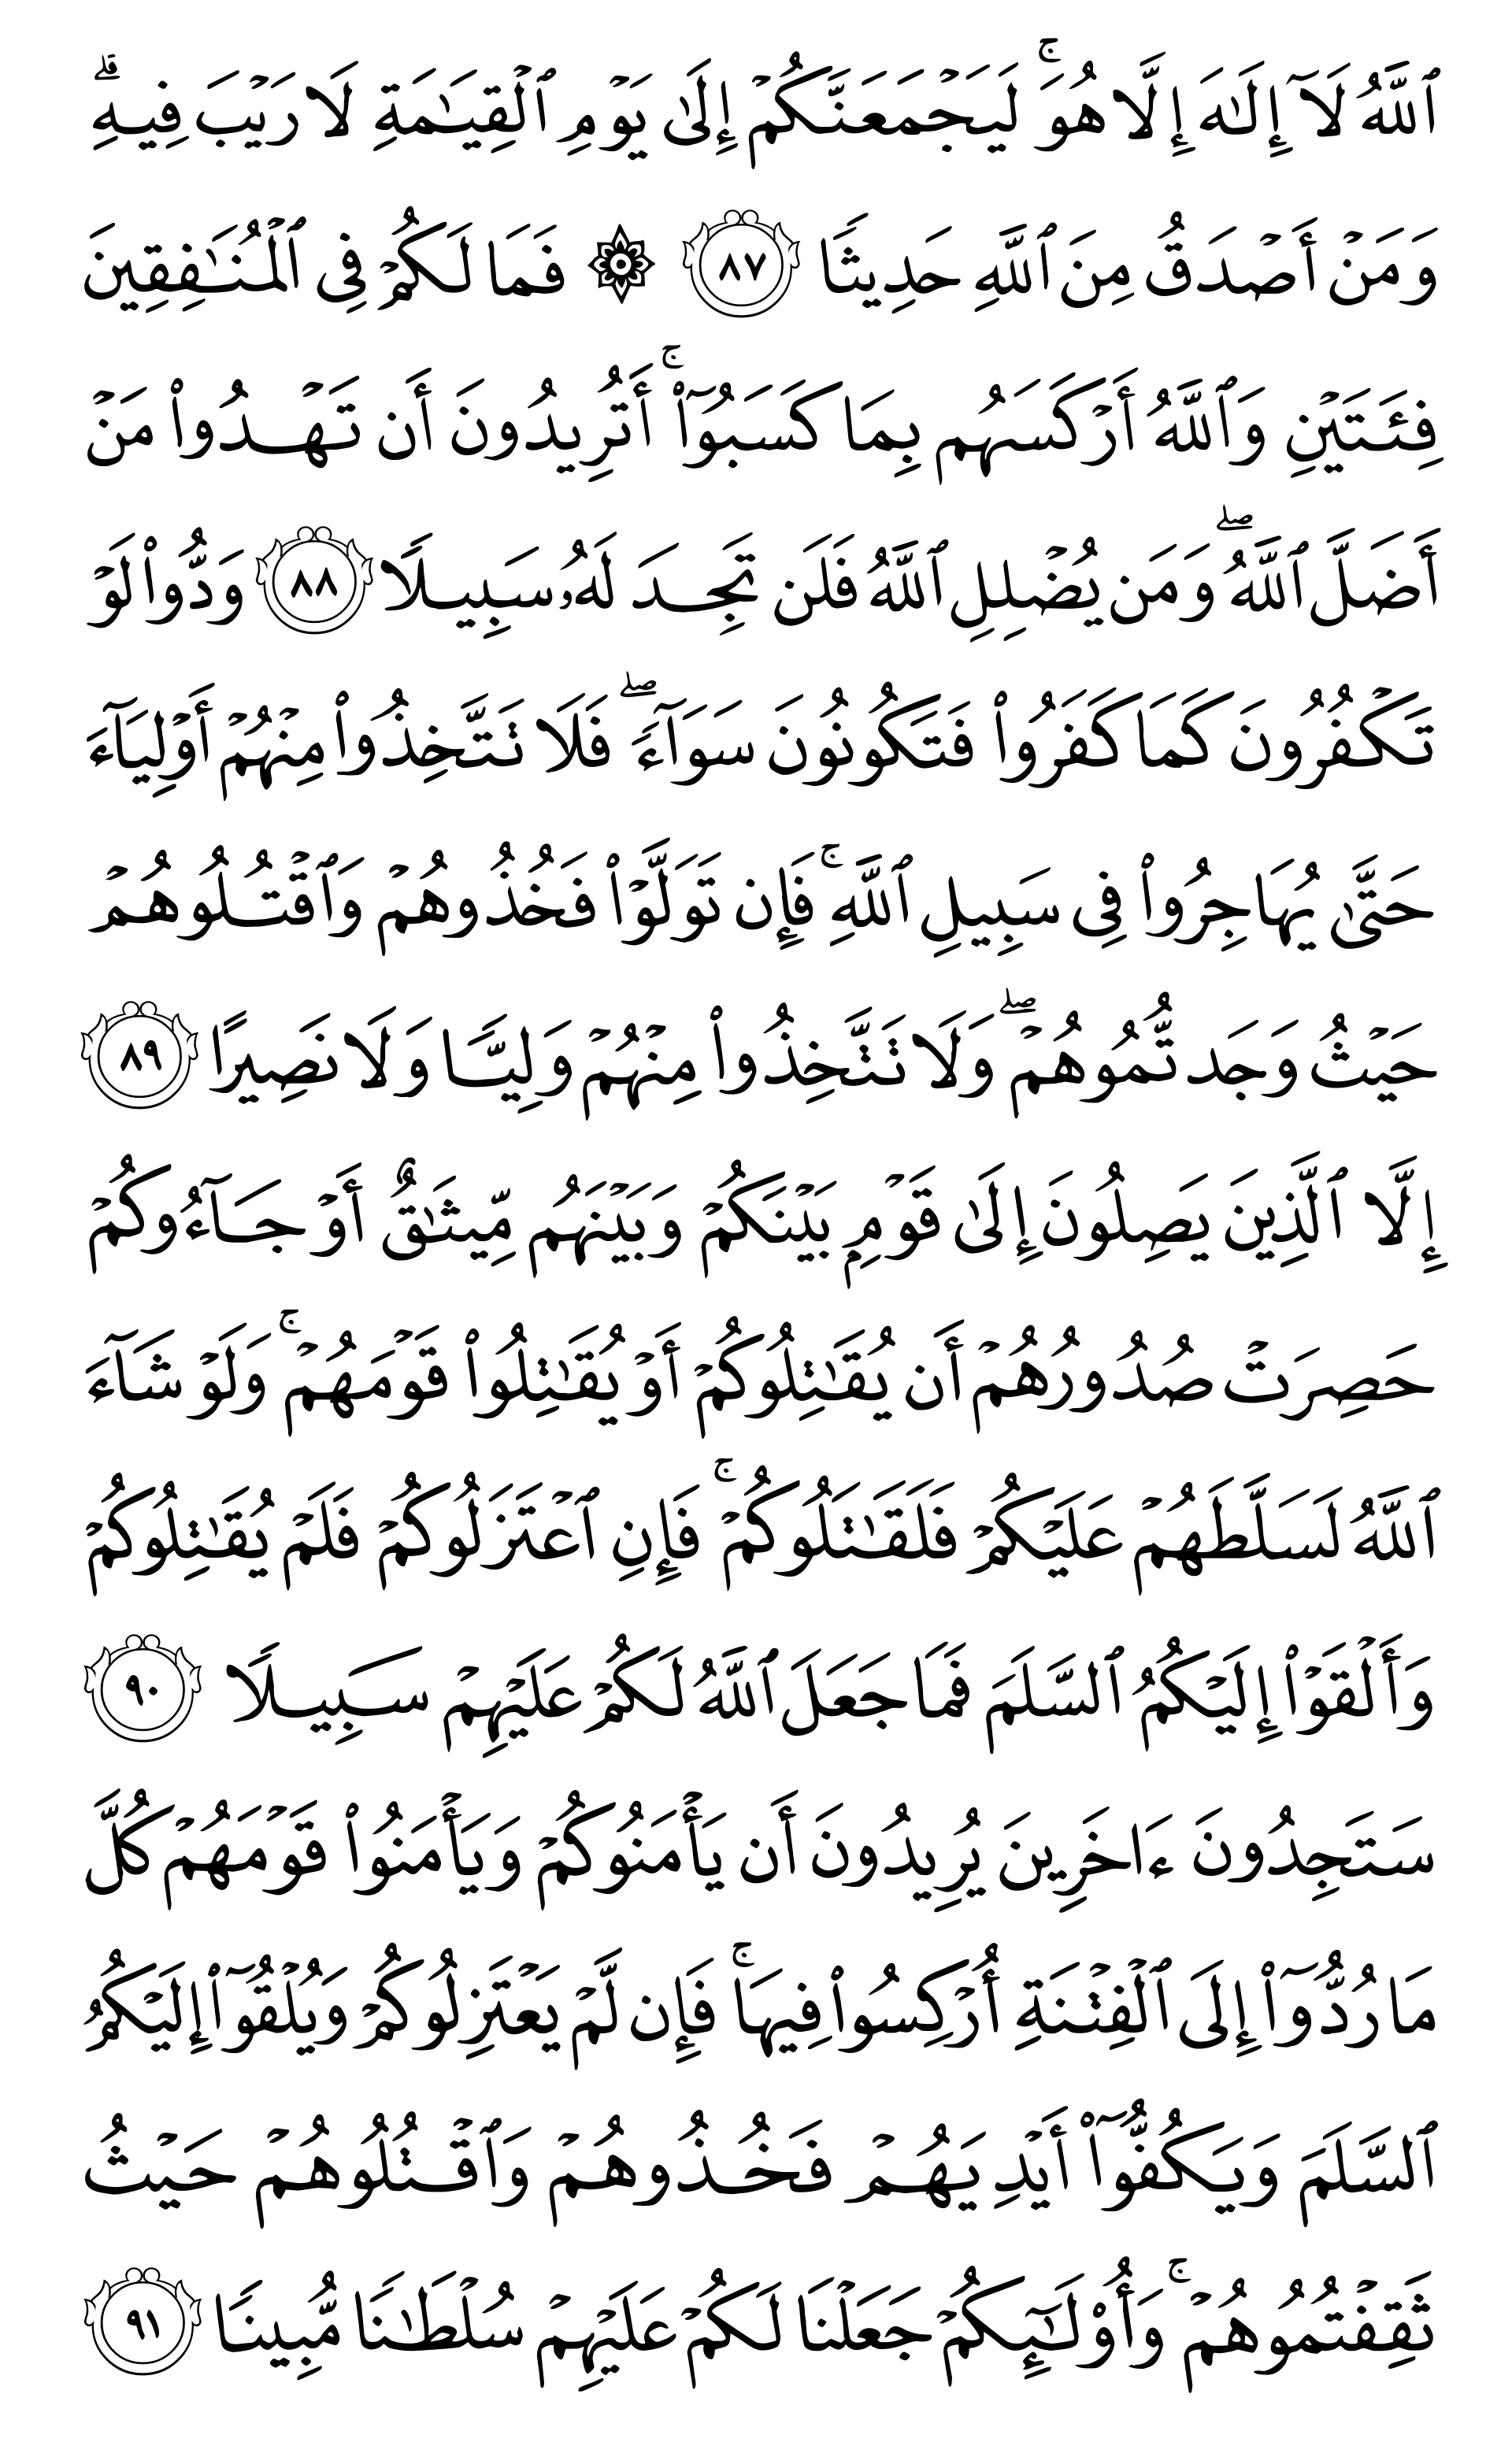 ٱللَّهُ لَآ إِلَٰهَ إِلَّا هُوَۚ لَيَجۡمَعَنَّكُمۡ إِلَىٰ يَوۡمِ ٱلۡقِيَٰمَةِ لَا رَيۡبَ فِيهِۗ
وَمَنۡ أَصۡدَقُ مِنَ ٱللَّهِ حَدِيثٗا ٨٧ ۞ فَمَا لَكُمۡ فِي ٱلۡمُنَٰفِقِينَ
فِئَتَيۡنِ وَٱللَّهُ أَرۡكَسَهُم بِمَا كَسَبُوٓاْۚ أَتُرِيدُونَ أَن تَهۡدُواْ مَنۡ
أَضَلَّ ٱللَّهُۖ وَمَن يُضۡلِلِ ٱللَّهُ فَلَن تَجِدَ لَهُۥ سَبِيلٗا ٨٨ وَدُّواْ لَوۡ
تَكۡفُرُونَ كَمَا كَفَرُواْ فَتَكُونُونَ سَوَآءٗۖ فَلَا تَتَّخِذُواْ مِنۡهُمۡ أَوۡلِيَآءَ
حَتَّىٰ يُهَاجِرُواْ فِي سَبِيلِ ٱللَّهِۚ فَإِن تَوَلَّوۡاْ فَخُذُوهُمۡ وَٱقۡتُلُوهُمۡ
حَيۡثُ وَجَدتُّمُوهُمۡۖ وَلَا تَتَّخِذُواْ مِنۡهُمۡ وَلِيّٗا وَلَا نَصِيرًا ٨٩
إِلَّا ٱلَّذِينَ يَصِلُونَ إِلَىٰ قَوۡمِۭ بَيۡنَكُمۡ وَبَيۡنَهُم مِّيثَٰقٌ أَوۡ جَآءُوكُمۡ
حَصِرَتۡ صُدُورُهُمۡ أَن يُقَٰتِلُوكُمۡ أَوۡ يُقَٰتِلُواْ قَوۡمَهُمۡۚ وَلَوۡ شَآءَ
ٱللَّهُ لَسَلَّطَهُمۡ عَلَيۡكُمۡ فَلَقَٰتَلُوكُمۡۚ فَإِنِ ٱعۡتَزَلُوكُمۡ فَلَمۡ يُقَٰتِلُوكُمۡ
وَأَلۡقَوۡاْ إِلَيۡكُمُ ٱلسَّلَمَ فَمَا جَعَلَ ٱللَّهُ لَكُمۡ عَلَيۡهِمۡ سَبِيلٗا ٩٠
سَتَجِدُونَ ءَاخَرِينَ يُرِيدُونَ أَن يَأۡمَنُوكُمۡ وَيَأۡمَنُواْ قَوۡمَهُمۡ كُلَّ
مَا رُدُّوٓاْ إِلَى ٱلۡفِتۡنَةِ أُرۡكِسُواْ فِيهَاۚ فَإِن لَّمۡ يَعۡتَزِلُوكُمۡ وَيُلۡقُوٓاْ إِلَيۡكُمُ
ٱلسَّلَمَ وَيَكُفُّوٓاْ أَيۡدِيَهُمۡ فَخُذُوهُمۡ وَٱقۡتُلُوهُمۡ حَيۡثُ
ثَقِفۡتُمُوهُمۡۚ وَأُوْلَٰٓئِكُمۡ جَعَلۡنَا لَكُمۡ عَلَيۡهِمۡ سُلۡطَٰنٗا مُّبِينٗا ٩١